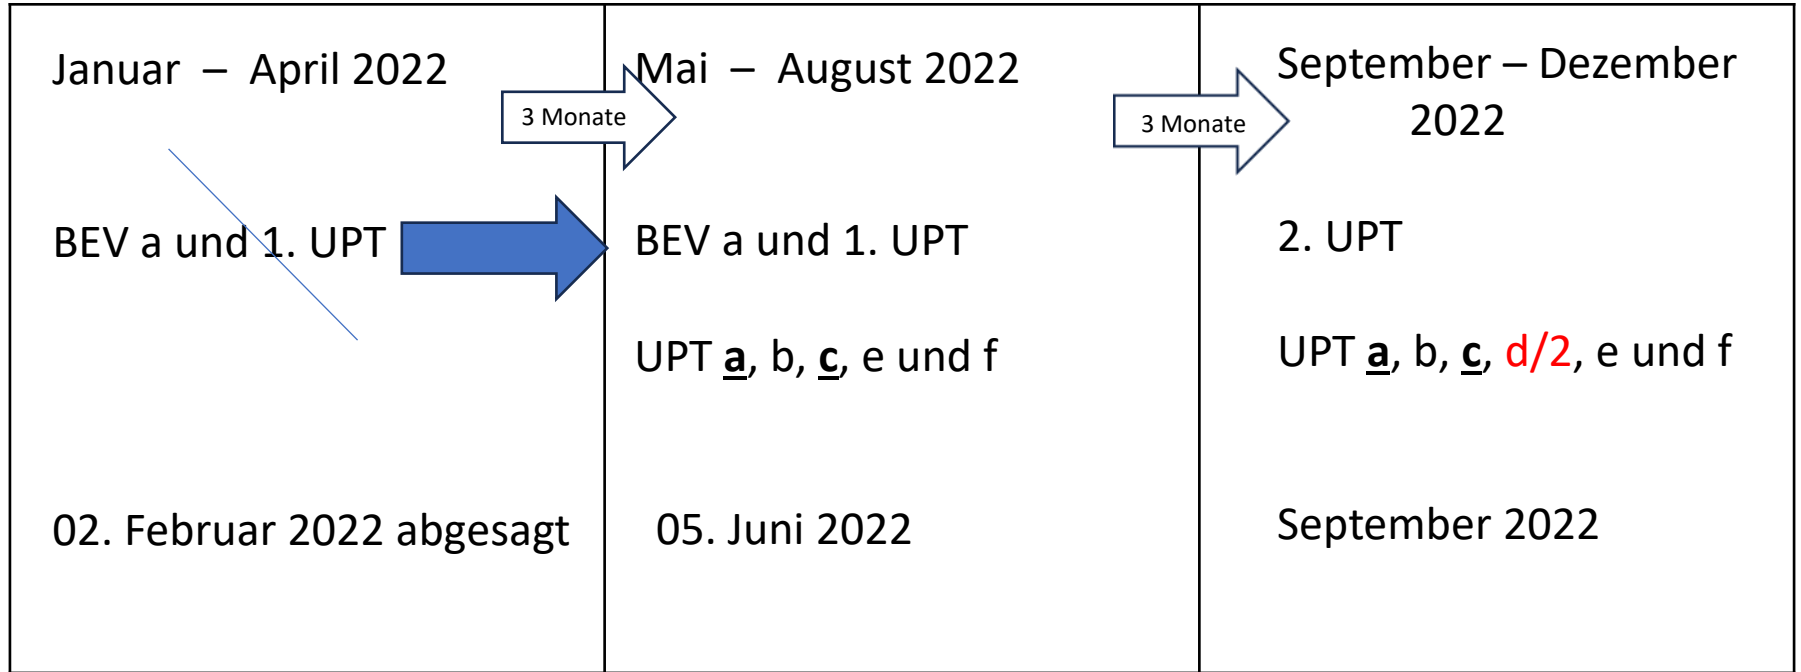 Januar – April 2022
3 Monate
BEV a und 1. UPT
02. Februar 2022 abgesagt
Mai – August 2022
3 Monate
BEV a und 1. UPT
UPT a, b, c, e und f
05. Juni 2022
September – Dezember
2022
2. UPT
UPT a, b, c, d/2, e und f
September 2022